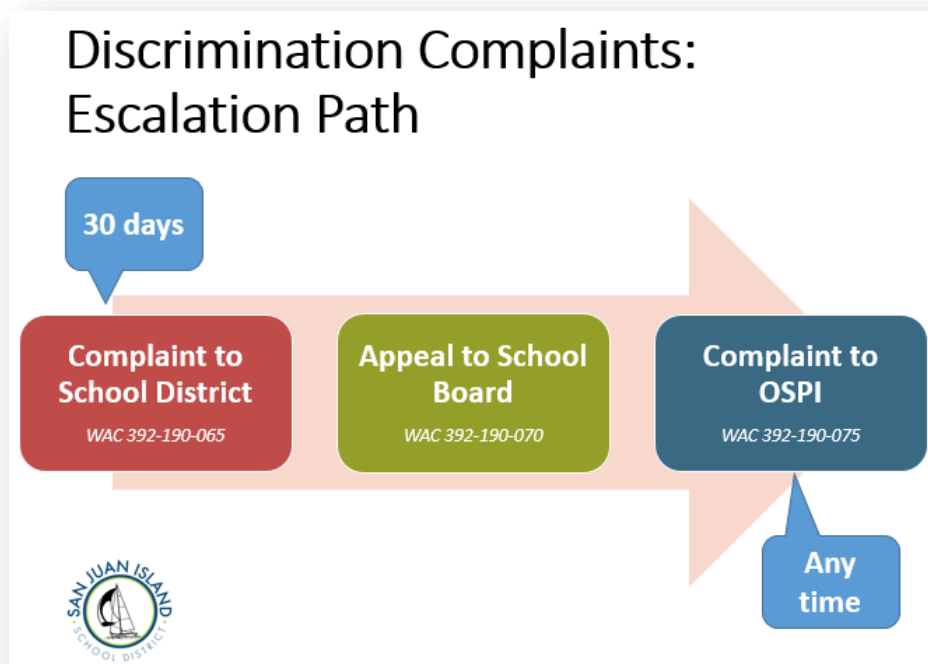 Discrimination Complaints:
Escalation Path
30 days
Complaint to
School District
WAC 392-190-065
Appeal to School
Board
WAC 392-190-070
Complaint to
OSPI
WAC 392-190-075
Any
time
SAN JUAN ISLAND
SCHOOL DISTRICT